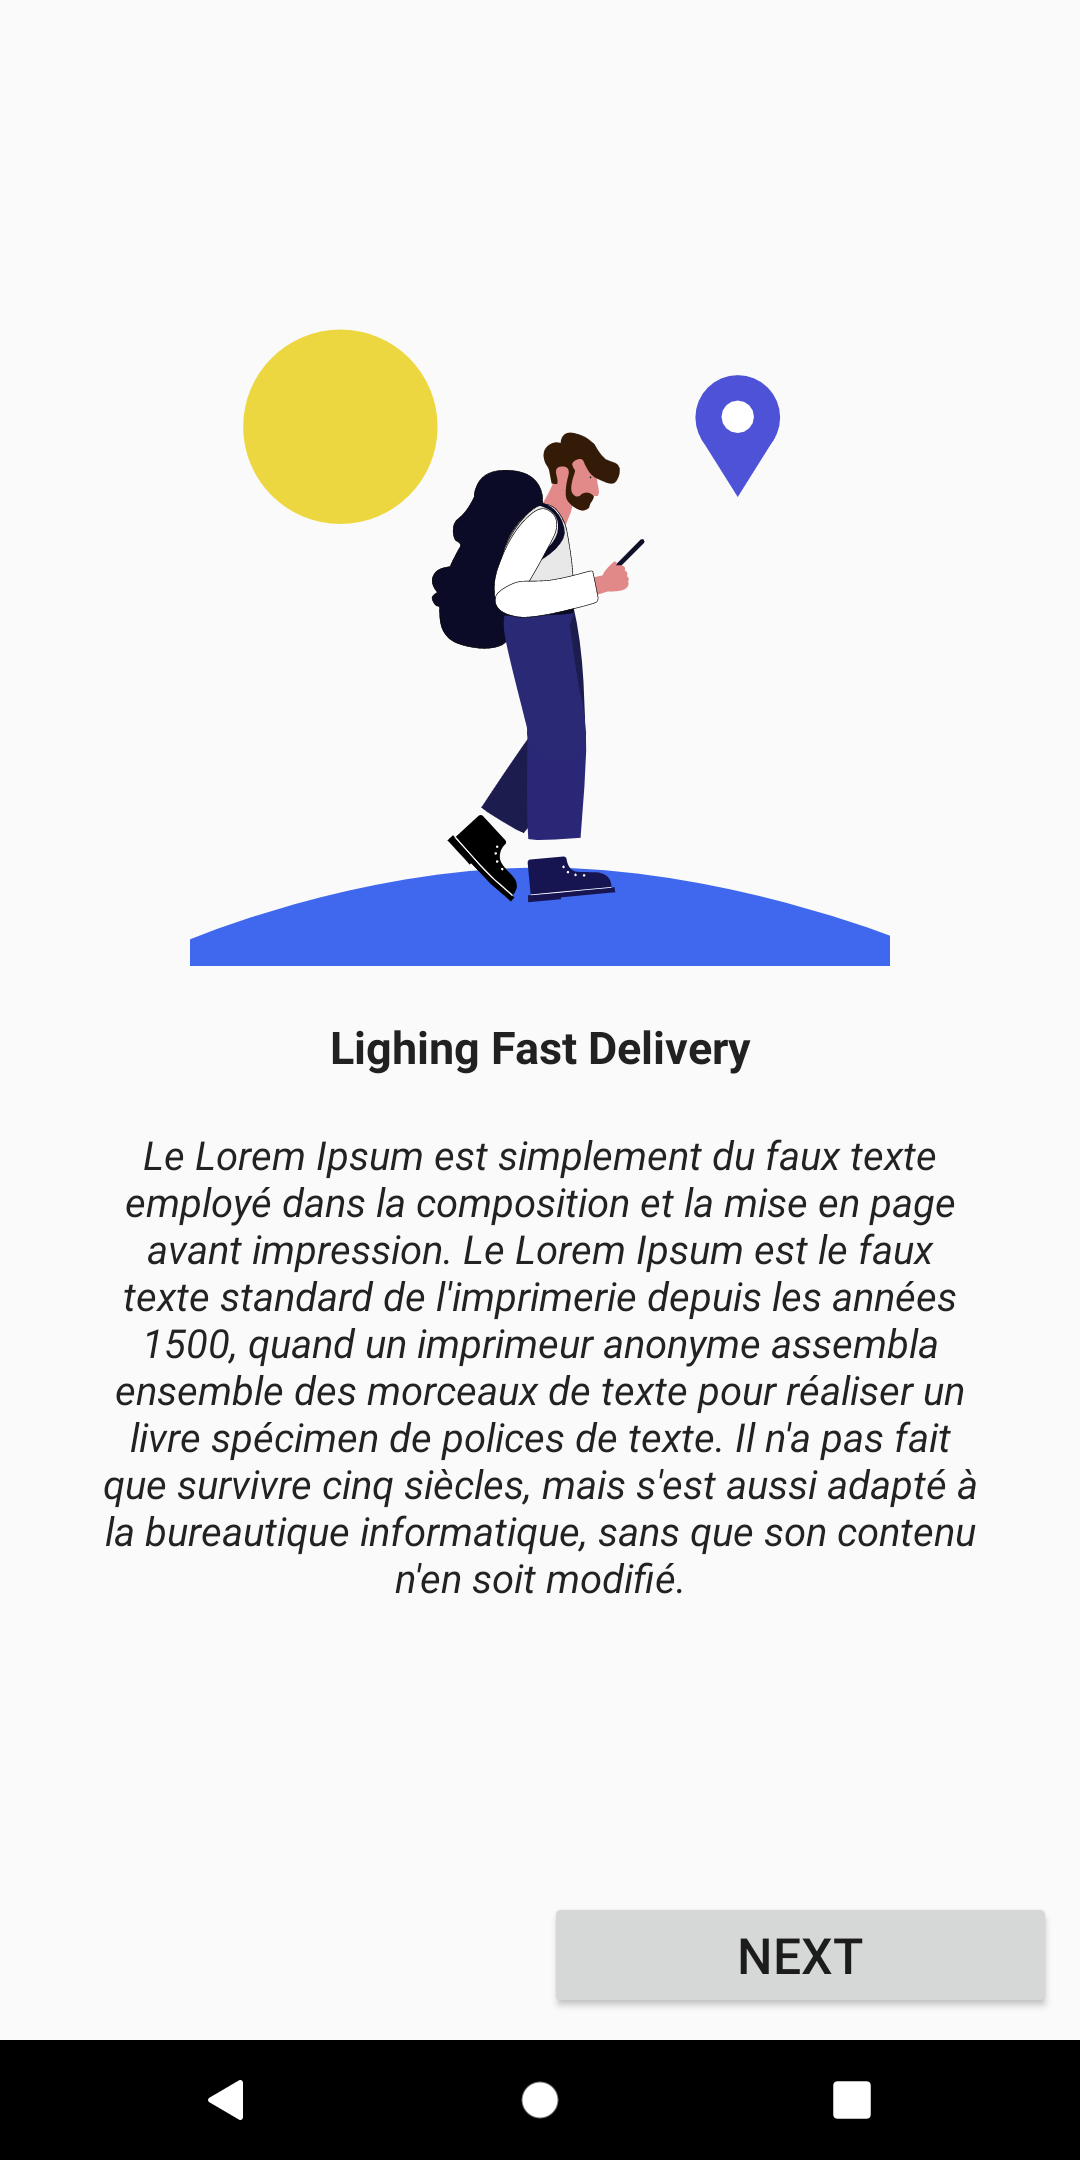 Lighing Fast Delivery
Le Lorem Ipsum est simplement du faux texte
employé dans la composition et la mise en page
avant impression. Le Lorem Ipsum est le faux
texte standard de l'imprimerie depuis les années
1500, quand un imprimeur anonyme assembla
ensemble des morceaux de texte pour réaliser un
livre spécimen de polices de texte. Il n'a pas fait
que survivre cinq siècles, mais s'est aussi adapté à
la bureautique informatique, sans que son contenu
n'en soit modifié.
NEXT